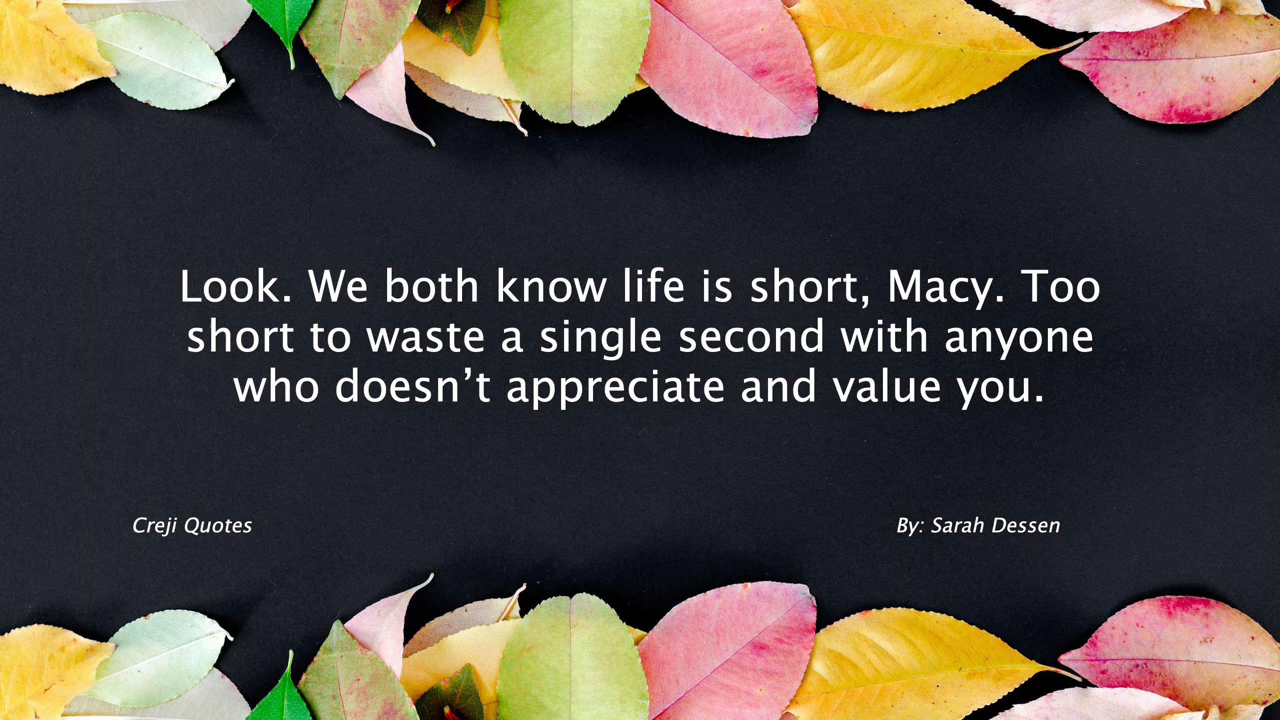 Look. We both know life is short, Macy. Too
short to waste a single second with anyone
who doesn’t appreciate and value you.
Creji Quotes
By: Sarah Dessen